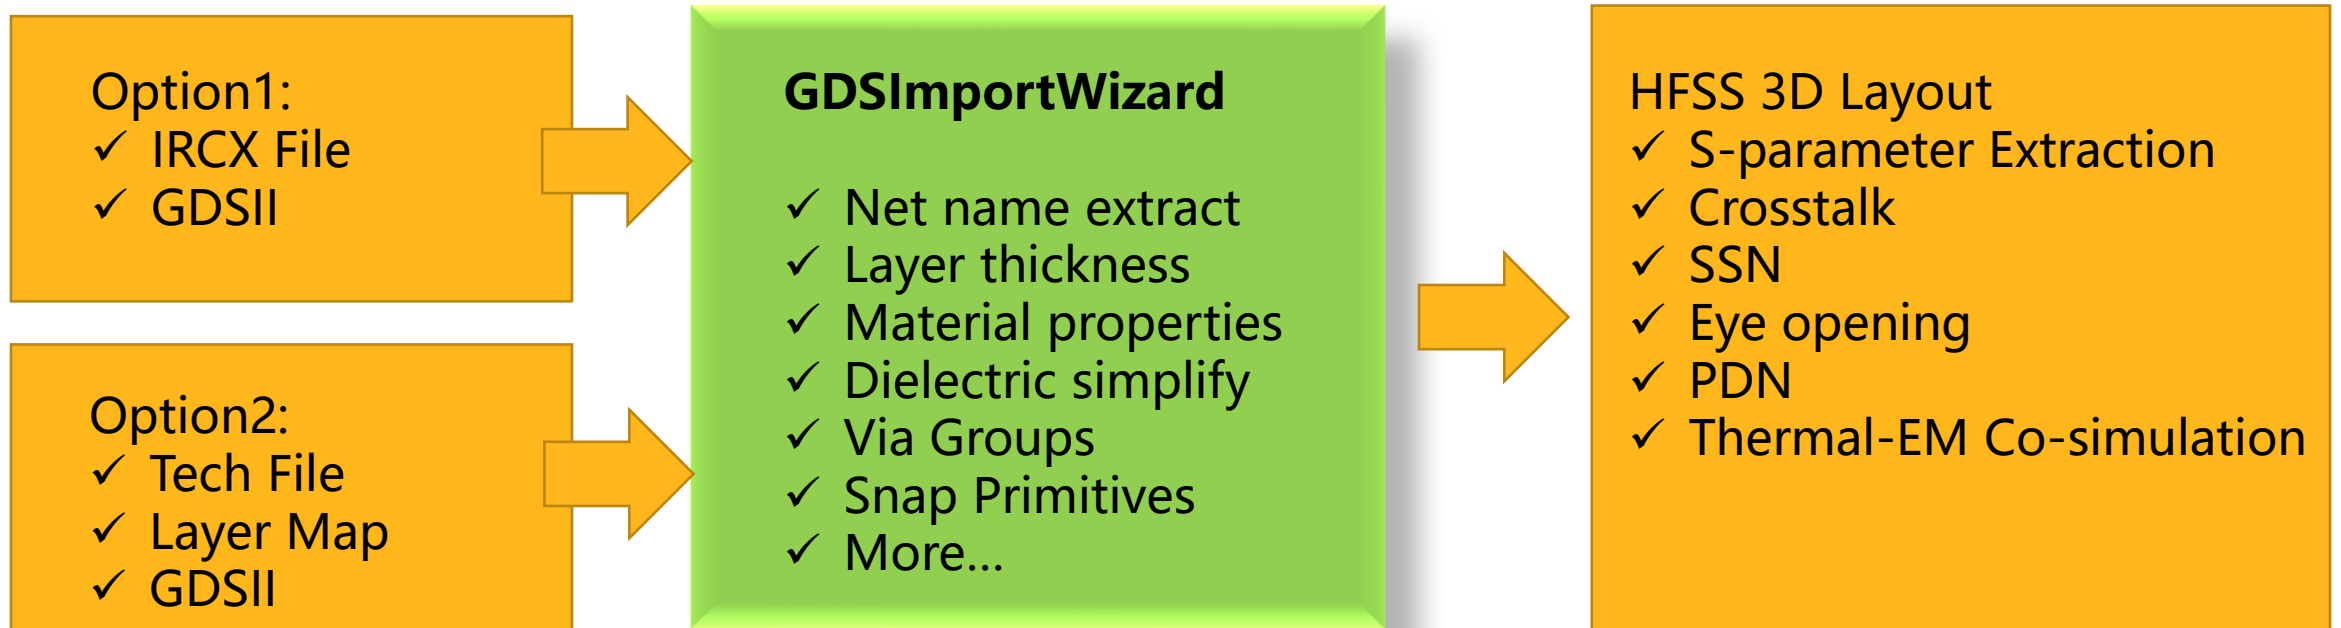 Option1:
✓ IRCX File
✓ GDSII
Option2:
✓ Tech File
✓ Layer Map
✓ GDSII
GDSImportWizard
✓ Net name extract
✓ Layer thickness
✓ Material properties
✓ Dielectric simplify
✓ Via Groups
✓ Snap Primitives
✓ More...
HFSS 3D Layout
✓ S-parameter Extraction
✓ Crosstalk
✓ SSN
✓ Eye opening
✓ PDN
✓ Thermal-EM Co-simulation